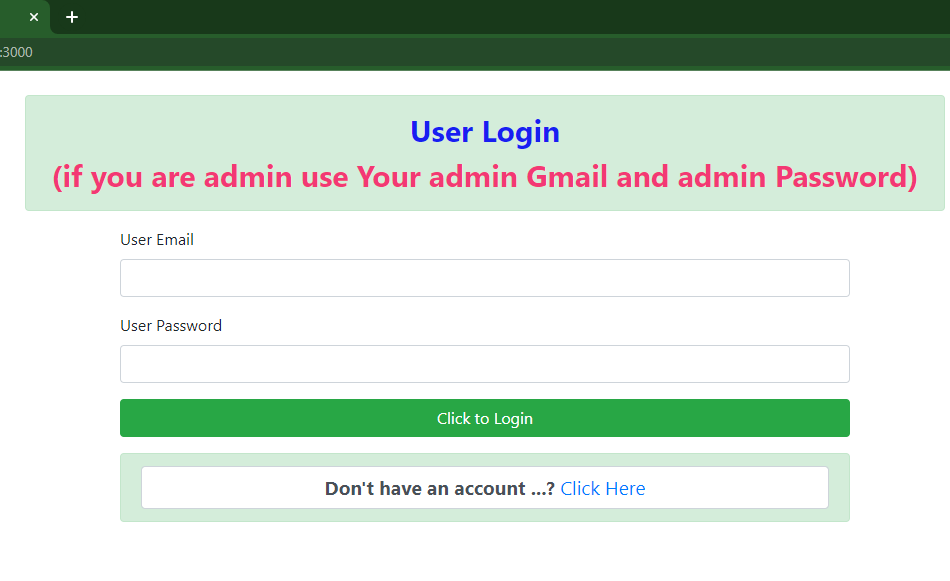 :3000
User Login
(if you are admin use Your admin Gmail and admin Password)
User Email
User Password
Click to Login
Don't have an account ...? Click Here